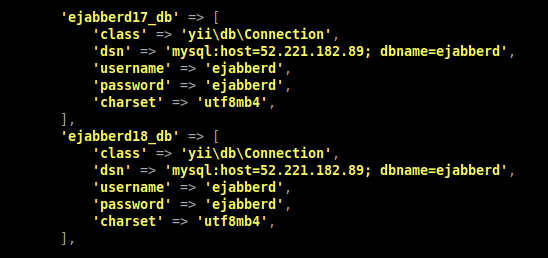 'ejabberd17_db' => [
'class' => 'yii\db\Connection',
'dsn' => 'mysql:host=52.221.182.89; dbname=ejabberd',
'username' => 'ejabberd',
'password' => 'ejabberd',
'charset' => 'utf8mb4',
],
'ejabberd18_db' => [
'class' => 'yii\db\Connection',
'dsn' => 'mysql:host=52.221.182.89; dbname=ejabberd',
'username' => 'ejabberd',
'password' => 'ejabberd',
'charset' => 'utf8mb4',
],